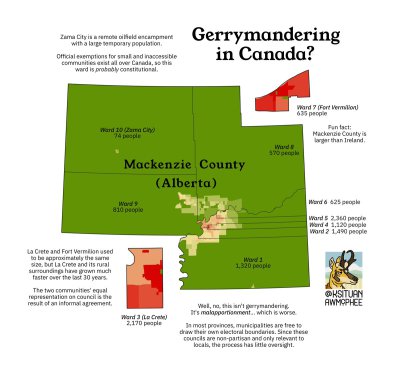 Gerrymandering
in Canada?
Zama City is a remote oilfield encampment
with a large temporary population.
Official exemptions for small and inaccessible
communities exist all over Canada, so this
ward is probably constitutional.
Ward 7 (Fort Vermilion)
635 people
Fun fact:
Mackenzie County is
larger than Ireland.
Ward 10 (Zama City)
74 people
Ward 8
570 people
Mackenzie County
(Alberta)
Ward 9
810 people
Ward 6 625 people
Ward 5 2,360 people
Ward 4 1,120 people
Ward 2 1,490 people
Ward 1
1,320 people
La Crete and Fort Vermilion used
to be approximately the same
size, but La Crete and its rural
surroundings have grown much
faster over the last 30 years.
The two communities' equal
representation on council is the
result of an informal agreement.
Ward 3 (La Crete)
2,170 people
Well, no, this isn't gerrymandering.
It's malapportionment... which is worse.
In most provinces, municipalities are free to
draw their own electoral boundaries. Since these
councils are non-partisan and only relevant to
locals, the process has little oversight.
@KSITUAN
AWMCPHEE